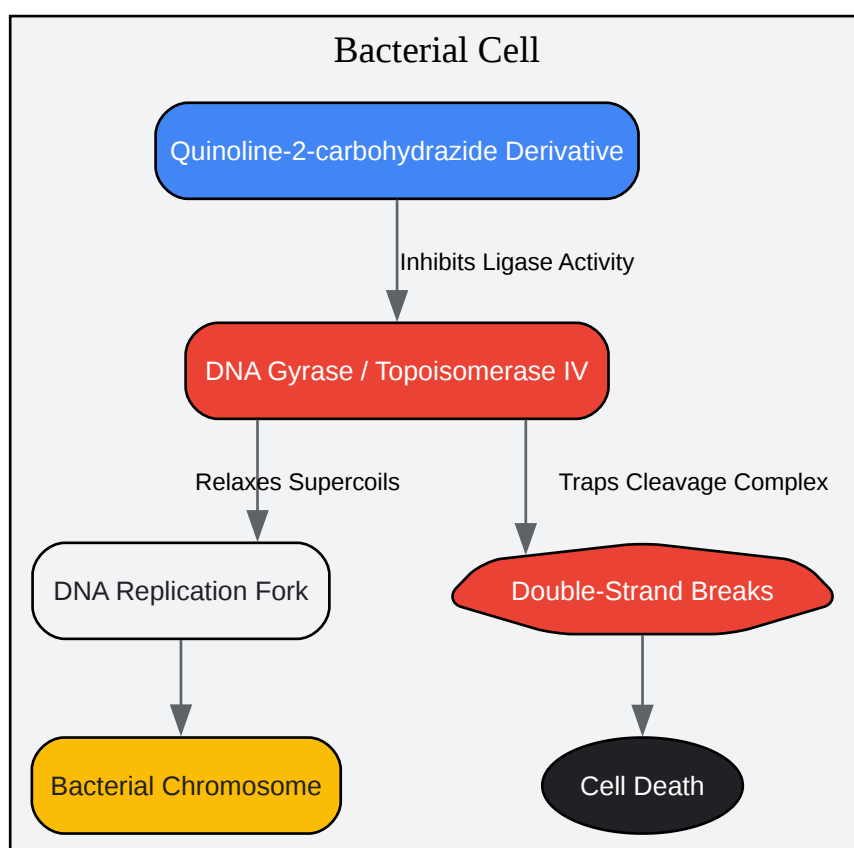 Bacterial Cell
Quinoline-2-carbohydrazide Derivative
Inhibits Ligase Activity
DNA Gyrase / Topoisomerase IV
Relaxes Supercoils
Traps Cleavage Complex
DNA Replication Fork
Double-Strand Breaks
Bacterial Chromosome
Cell Death